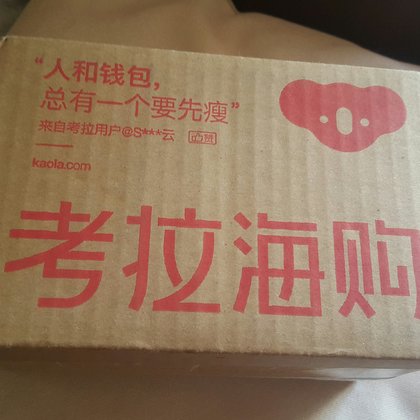 “人和钱包，
总有一个要先瘦”
来自考拉用户@S***云 赞
kaola.com
考拉海购